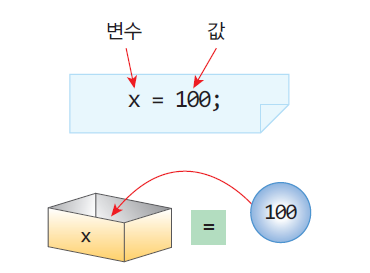 변수 값
x = 100;
x = 100